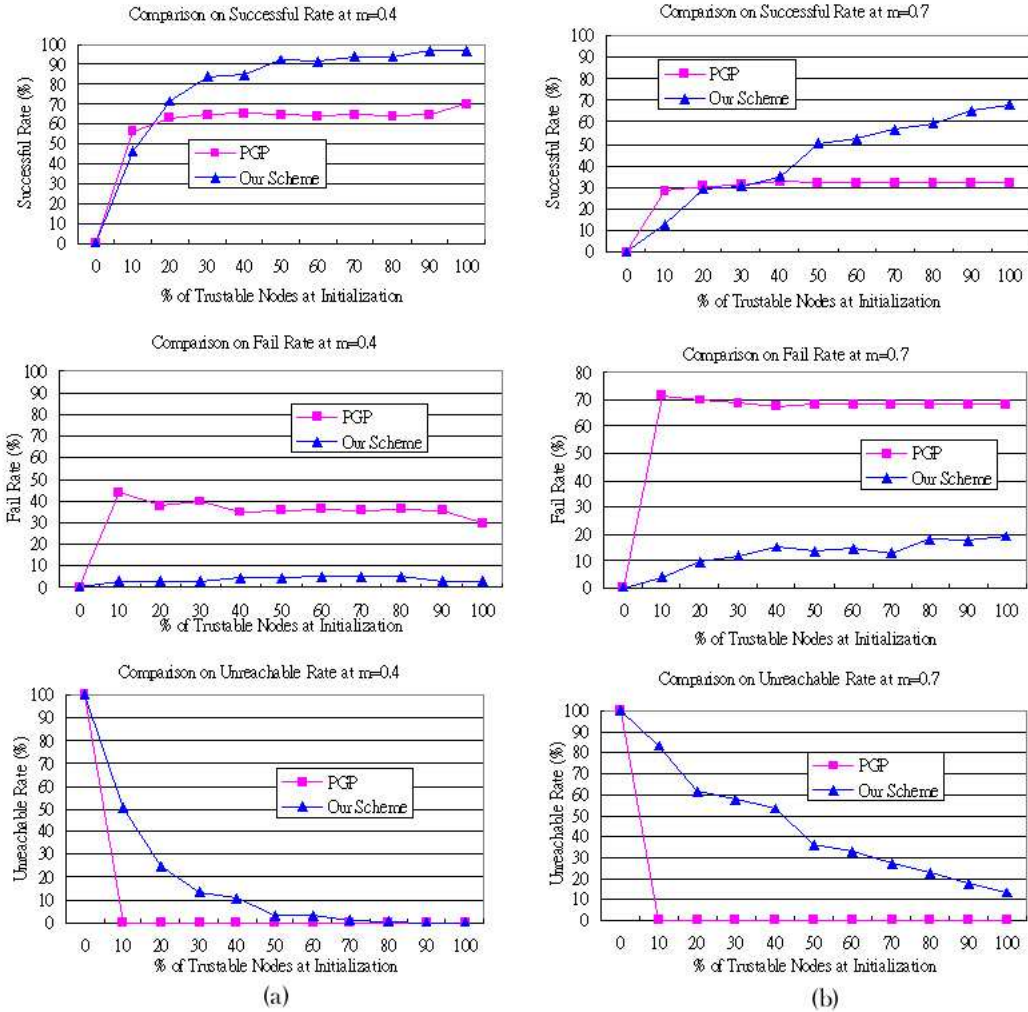 Comparison on Successful Rate at m=0.4
Successful Rate (%)
100
90
80
70
60
50
40
30
20
10
0
PGP
Our Scheme
0 10 20 30 40 50 60 70 80 90 100
% of Trustable Nodes at Initialization
Comparison on Fail Rate at m=0.4
Fail Rate (%)
100
90
80
70
60
50
40
30
20
10
0
PGP
Our Scheme
0 10 20 30 40 50 60 70 80 90 100
% of Trustable Nodes at Initialization
Comparison on Unreachable Rate at m=0.4
Unreachable Rate (%)
100
90
80
70
60
50
40
30
20
10
0
PGP
Our Scheme
0 10 20 30 40 50 60 70 80 90 100
% of Trustable Nodes at Initialization
(a)
Comparison on Successful Rate at m=0.7
Successful Rate (%)
100
90
80
70
60
50
40
30
20
10
0
PGP
Our Scheme
0 10 20 30 40 50 60 70 80 90 100
% of Trustable Nodes at Initialization
Comparison on Fail Rate at m=0.7
Fail Rate (%)
80
70
60
50
40
30
20
10
0
PGP
Our Scheme
0 10 20 30 40 50 60 70 80 90 100
% of Trustable Nodes at Initialization
Comparison on Unreachable Rate at m=0.7
Unreachable Rate (%)
100
90
80
70
60
50
40
30
20
10
0
PGP
Our Scheme
0 10 20 30 40 50 60 70 80 90 100
% of Trustable Nodes at Initialization
(b)